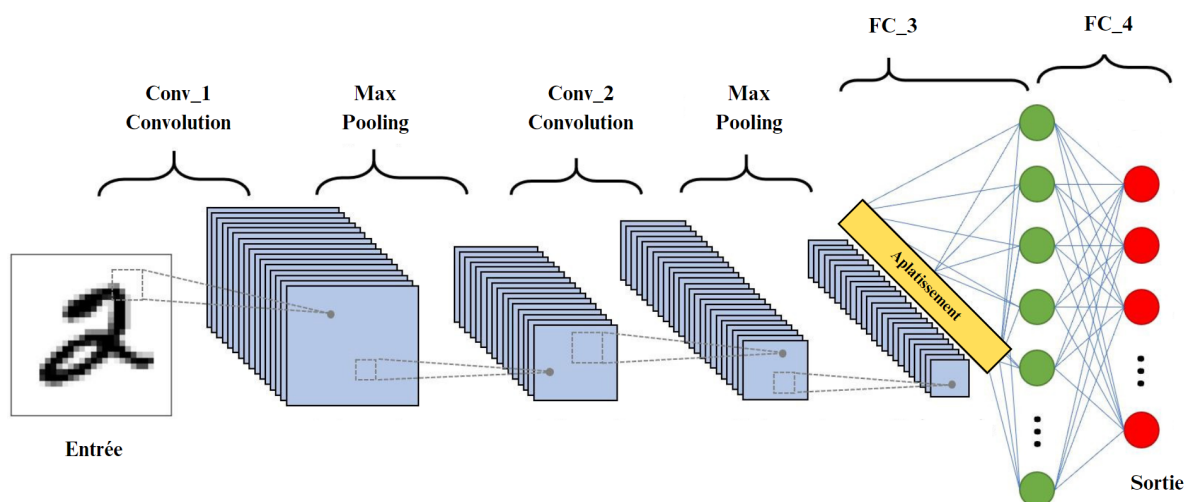 FC_3
FC_4
Conv_1
Convolution
Max
Pooling
Conv_2
Convolution
Max
Pooling
Aplatissement
Entrée
Sortie